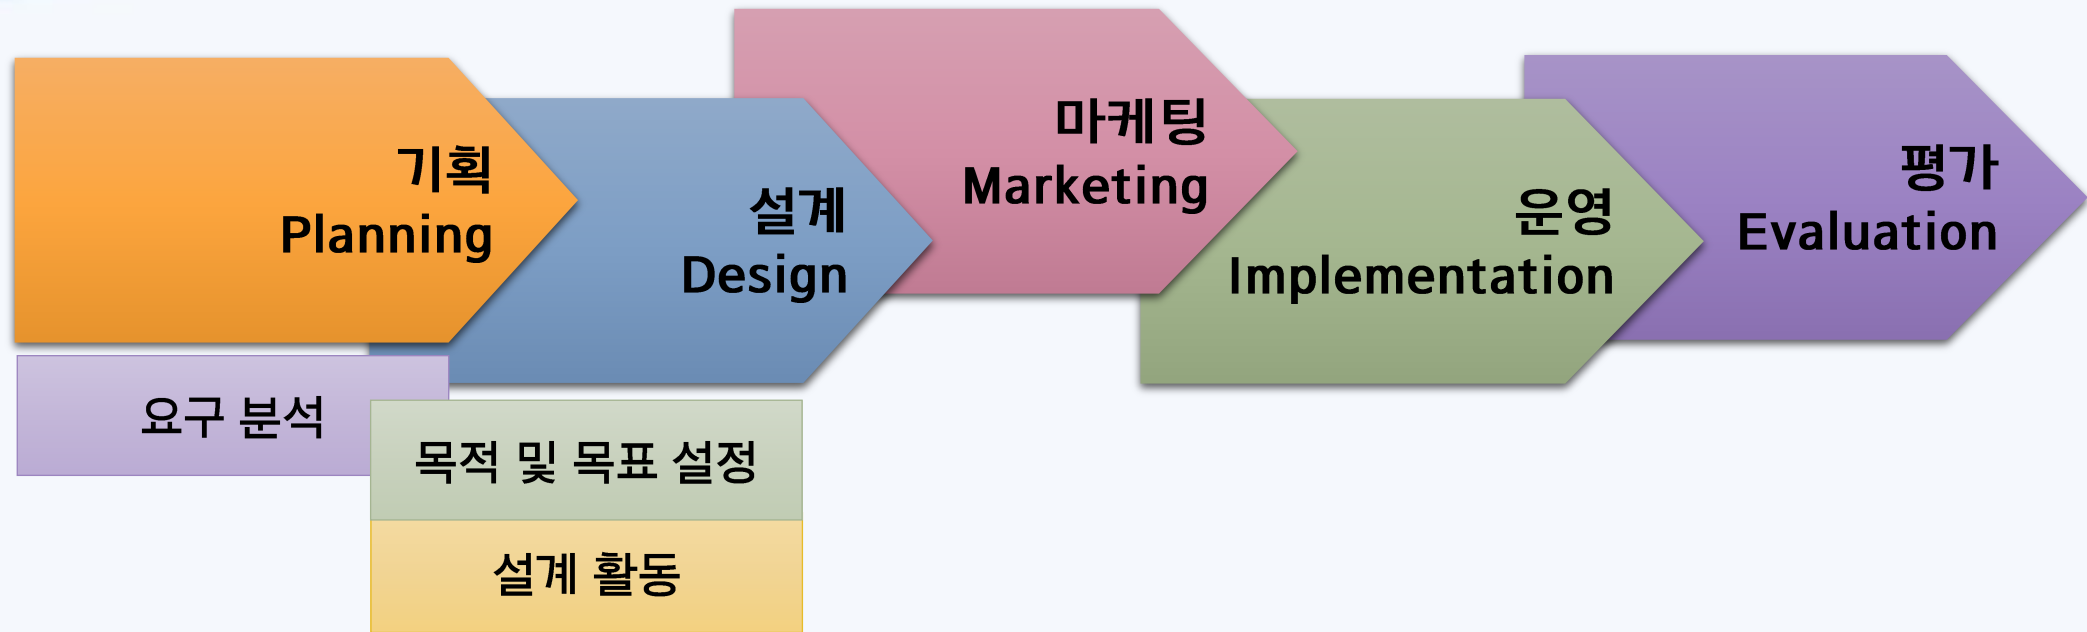 기획
Planning
설계
Design
마케팅
Marketing
운영
Implementation
평가
Evaluation
요구 분석
목적 및 목표 설정
설계 활동